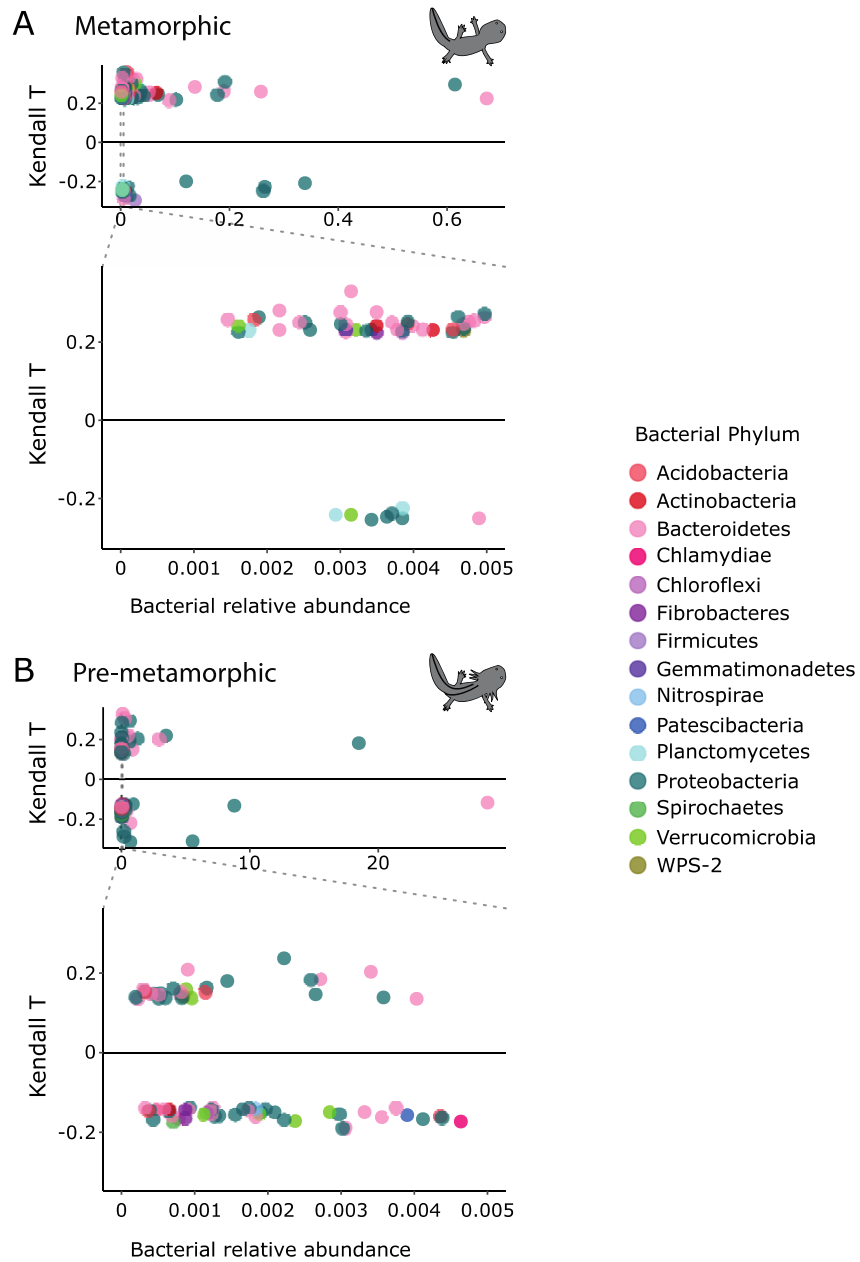 A Metamorphic
Kendall T
0.2
0
-0.2
0 0.2 0.4 0.6
Kendall T
0.2
0
-0.2
0 0.001 0.002 0.003 0.004 0.005
Bacterial relative abundance
B Pre-metamorphic
Kendall T
0.2
0
-0.2
0 10 20
Kendall T
0.2
0
-0.2
0 0.001 0.002 0.003 0.004 0.005
Bacterial relative abundance
Bacterial Phylum
Acidobacteria
Actinobacteria
Bacteroidetes
Chlamydiae
Chloroflexi
Fibrobacteres
Firmicutes
Gemmatimonadetes
Nitrospirae
Patescibacteria
Planctomycetes
Proteobacteria
Spirochaetes
Verrucomicrobia
WPS-2